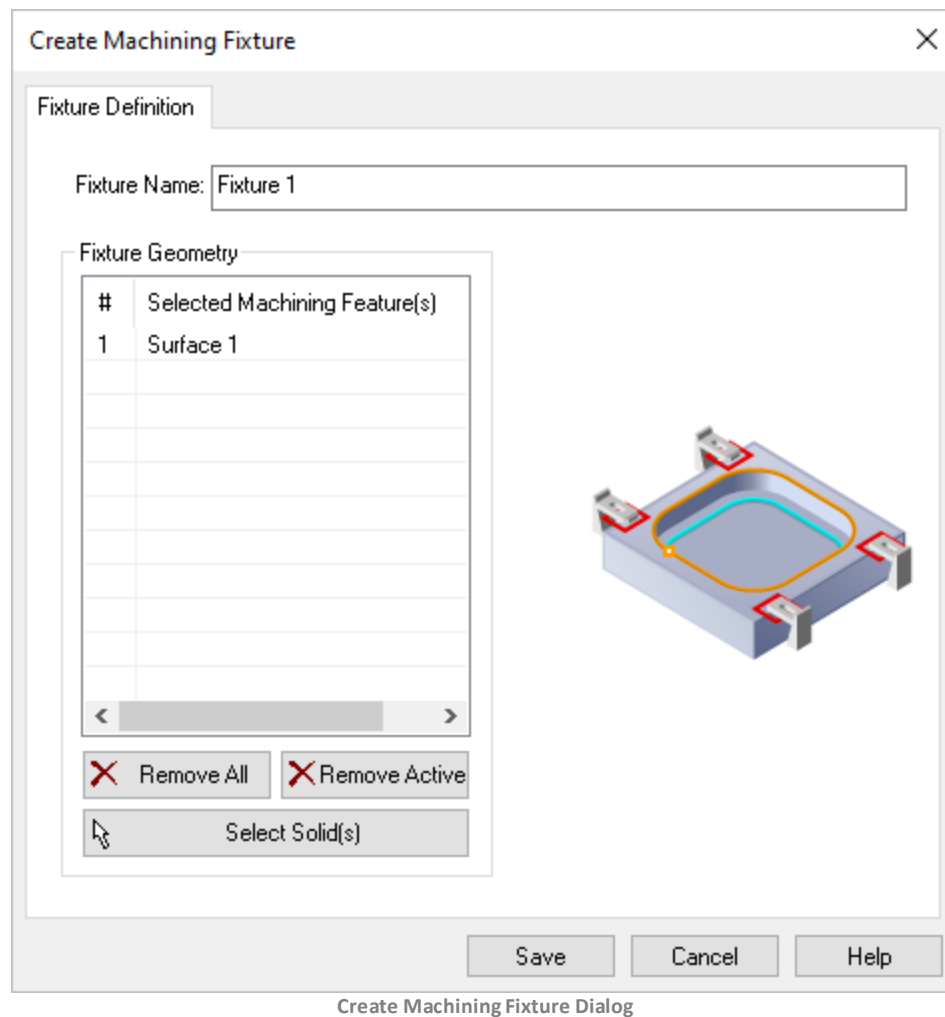 Create Machining Fixture
Fixture Definition
Fixture Name: Fixture 1
Fixture Geometry
# Selected Machining Feature(s)
1 Surface 1
Remove All Remove Active
Select Solid(s)
Save Cancel Help
Create Machining Fixture Dialog